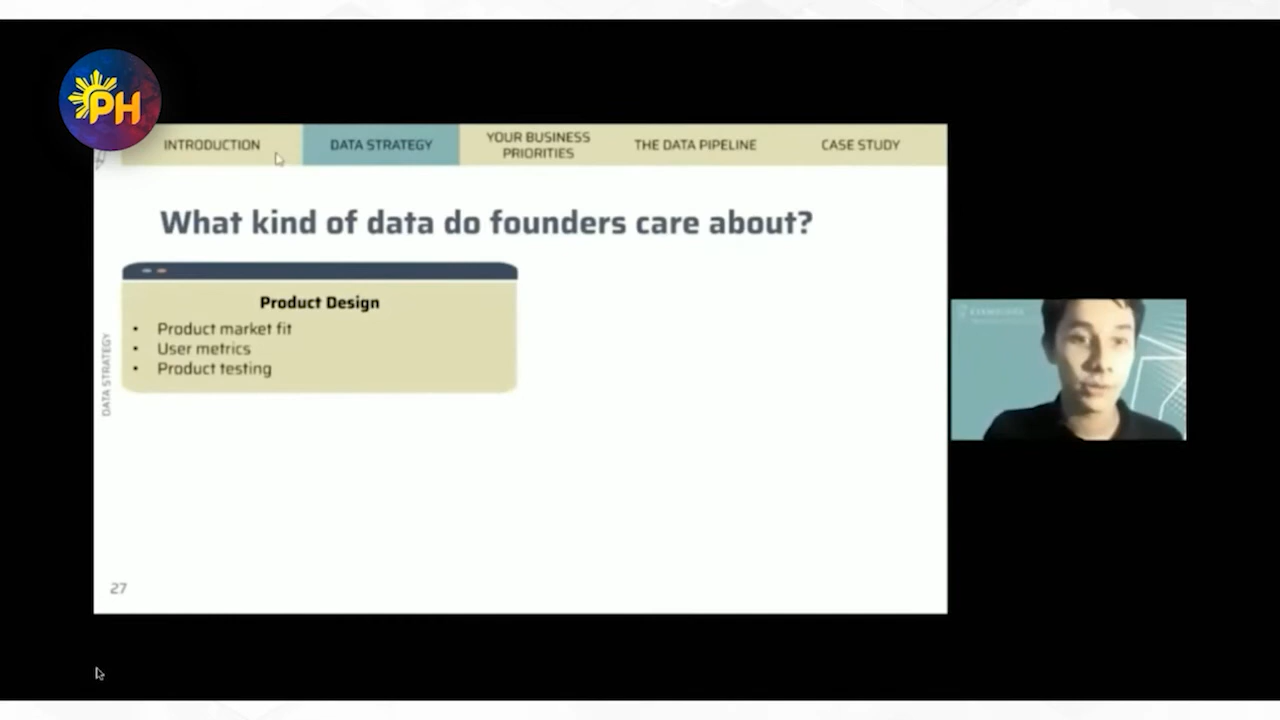 PH
INTRODUCTION
DATA STRATEGY
YOUR BUSINESS
PRIORITIES
THE DATA PIPELINE
CASE STUDY
What kind of data do founders care about?
Product Design
• Product market fit
• User metrics
• Product testing
DATA STRATEGY
27